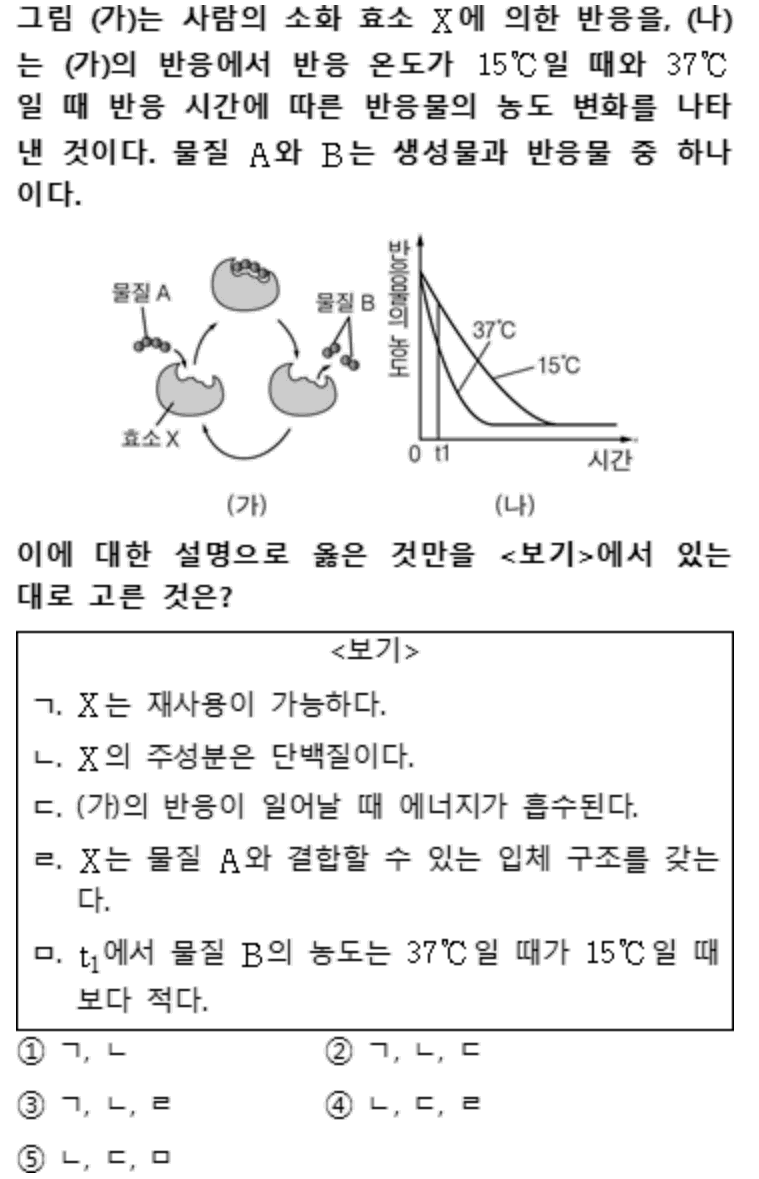 그림 (가)는 사람의 소화 효소 X에 의한 반응을, (나)
는 (가)의 반응에서 반응 온도가 15℃일 때와 37℃
일 때 반응 시간에 따른 반응물의 농도 변화를 나타
낸 것이다. 물질 A와 B는 생성물과 반응물 중 하나
이다.
물질 A
물질 B
효소 X
(가)
반응물의 농도
37℃
15℃
0 t1
시간
(나)
이에 대한 설명으로 옳은 것만을 <보기>에서 있는
대로 고른 것은?
<보기>
ㄱ. X는 재사용이 가능하다.
ㄴ. X의 주성분은 단백질이다.
ㄷ. (가)의 반응이 일어날 때 에너지가 흡수된다.
ㄹ. X는 물질 A와 결합할 수 있는 입체 구조를 갖는
다.
ㅁ. t₁에서 물질 B의 농도는 37℃일 때가 15℃일 때
보다 적다.
① ㄱ, ㄴ ② ㄱ, ㄴ, ㄷ
③ ㄱ, ㄴ, ㄹ ④ ㄴ, ㄷ, ㄹ
⑤ ㄴ, ㄷ, ㅁ